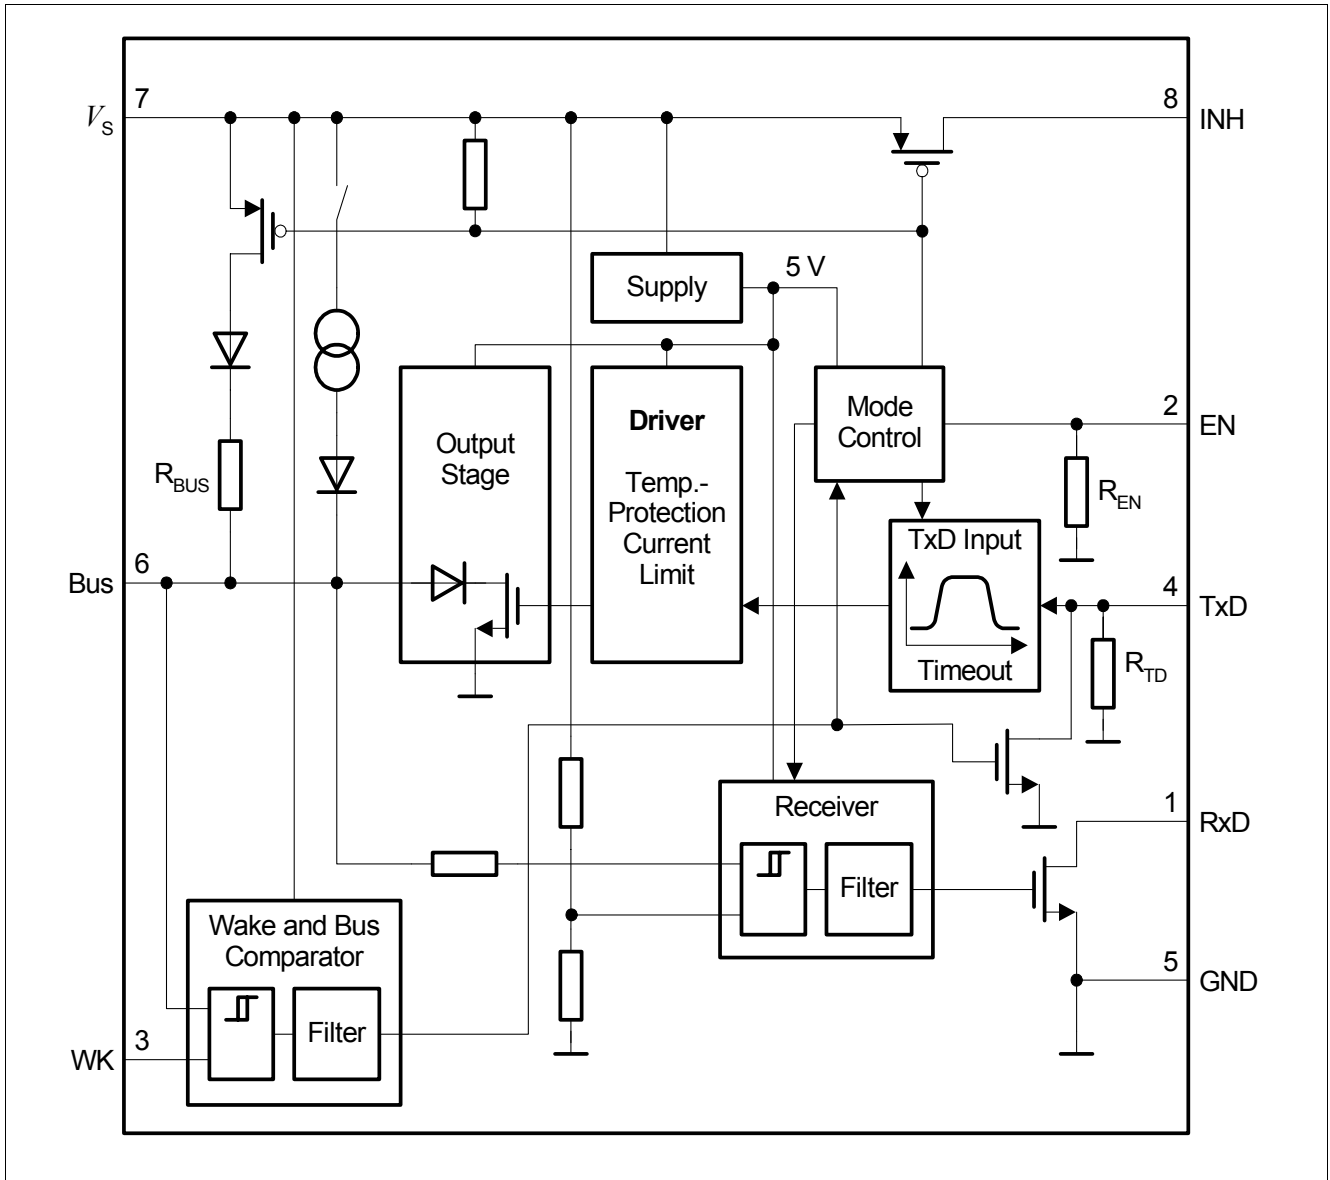 7
8
V_S
INH
5 V
Supply
2
EN
Mode
Control
Driver
Output
Stage
Temp.-
Protection
Current
Limit
R_BUS
R_EN
TxD Input
6
Bus
4
TxD
Timeout
R_TD
Receiver
1
RxD
Filter
Wake and Bus
Comparator
5
GND
Filter
3
WK